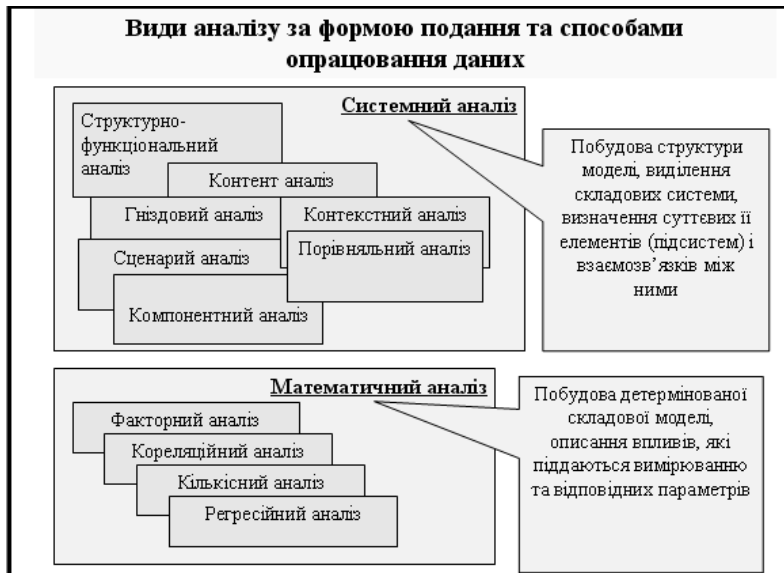 Види аналізу за формою подання та способами
опрацювання даних
Системний аналіз
Структурно-
функціональний
аналіз
Контент аналіз
Гніздовий аналіз
Контекстний аналіз
Сценарий аналіз
Порівняльний аналіз
Компонентний аналіз
Побудова структури
моделі, виділення
складових системи,
визначення суттєвих її
елементів (підсистем) і
взаємозв’язків між
ними
Математичний аналіз
Факторний аналіз
Кореляційний аналіз
Кількісний аналіз
Регресійний аналіз
Побудова детермінованої
складової моделі,
описання впливів, які
піддаються вимірюванню
та відповідних параметрів